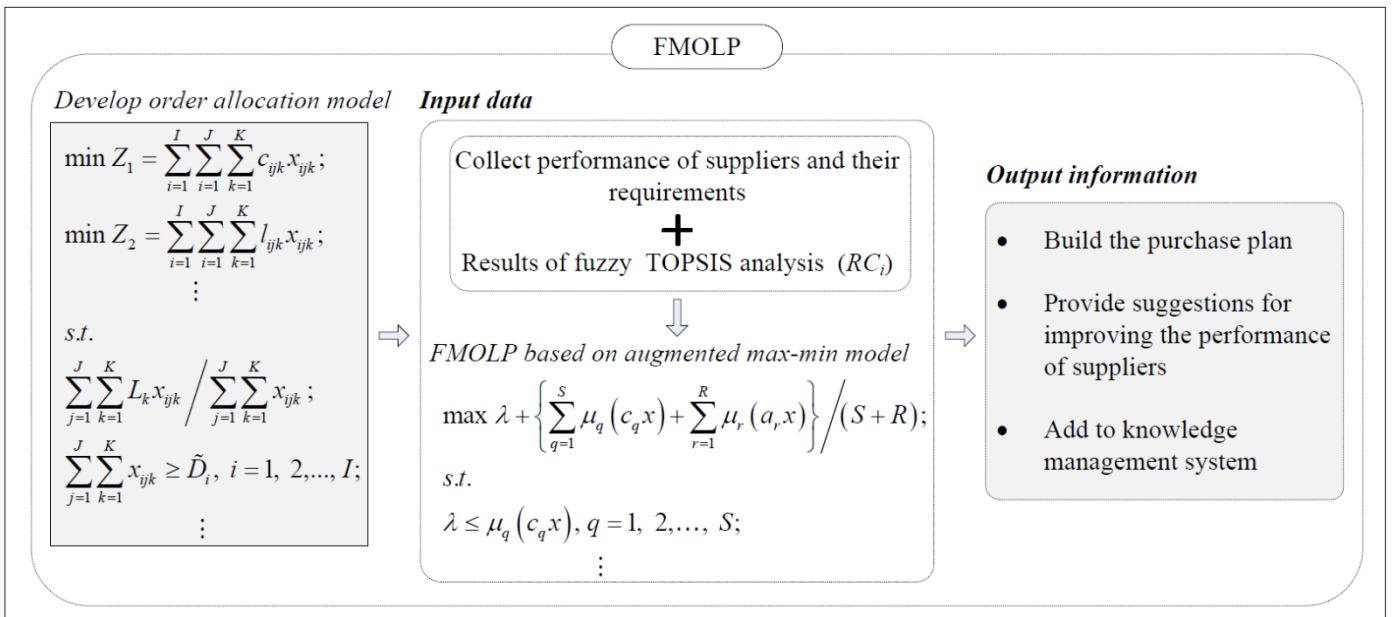 FMOLP
Develop order allocation model
min Z₁ = ∑_{i=1}^{I} ∑_{i=1}^{J} ∑_{k=1}^{K} c_{ijk} x_{ijk};
min Z₂ = ∑_{i=1}^{I} ∑_{i=1}^{J} ∑_{k=1}^{K} l_{ijk} x_{ijk};
⋮
s.t.
∑_{j=1}^{J} ∑_{k=1}^{K} L_k x_{ijk} / ∑_{j=1}^{J} ∑_{k=1}^{K} x_{ijk};
∑_{j=1}^{J} ∑_{k=1}^{K} x_{ijk} ≥ D̃_i, i = 1, 2,..., I;
⋮
Input data
Collect performance of suppliers and their
requirements
+
Results of fuzzy TOPSIS analysis (RC_i)
FMOLP based on augmented max-min model
max λ + {∑_{q=1}^{S} μ_q (c_q x) + ∑_{r=1}^{R} μ_r (a_r x)} / (S + R);
s.t.
λ ≤ μ_q (c_q x), q = 1, 2,..., S;
⋮
Output information
• Build the purchase plan
• Provide suggestions for
improving the performance
of suppliers
• Add to knowledge
management system